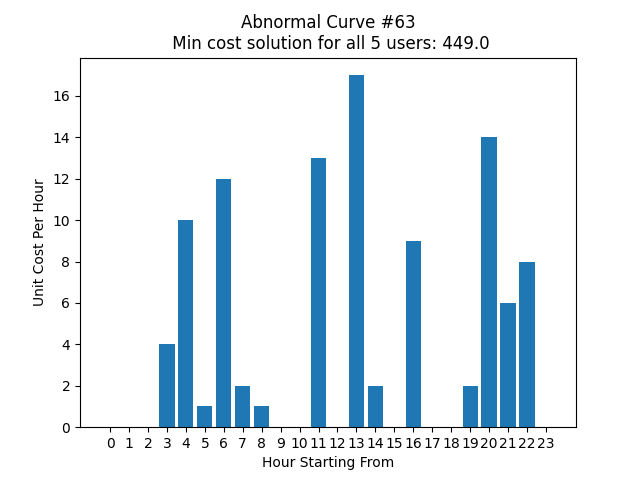 Abnormal Curve #63
Min cost solution for all 5 users: 449.0
Unit Cost Per Hour
16
14
12
10
8
6
4
2
0
0 1 2 3 4 5 6 7 8 9 10 11 12 13 14 15 16 17 18 19 20 21 22 23
Hour Starting From